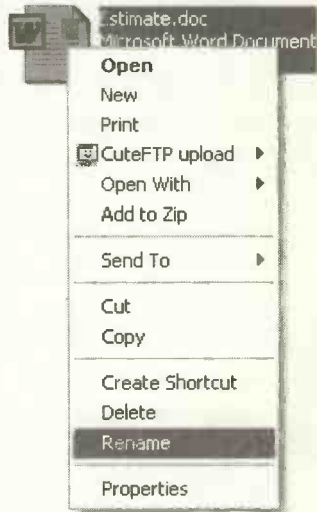 Estimate.doc
Microsoft Word Document
Open
New
Print
CuteFTP upload
Open With
Add to Zip
Send To
Cut
Copy
Create Shortcut
Delete
Rename
Properties